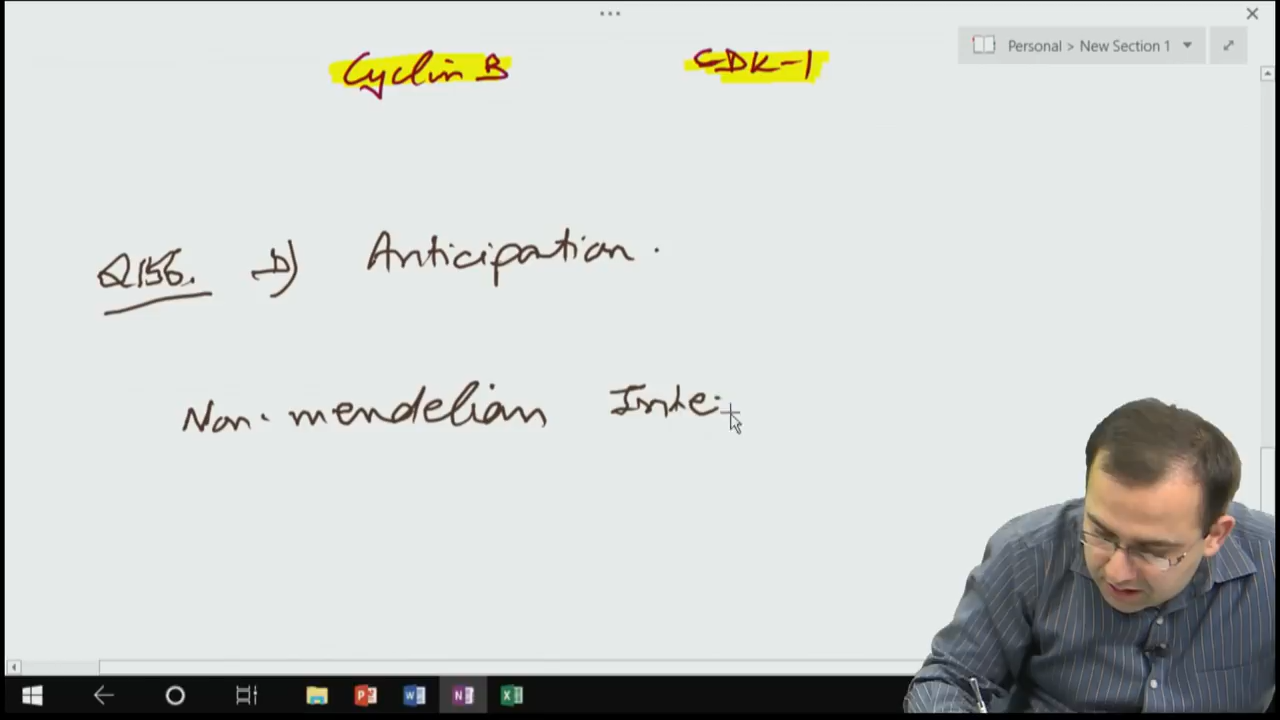 Personal > New Section 1
Cyclin B CDK-1
Q156. D) Anticipation.
Non-mendelian Inhe